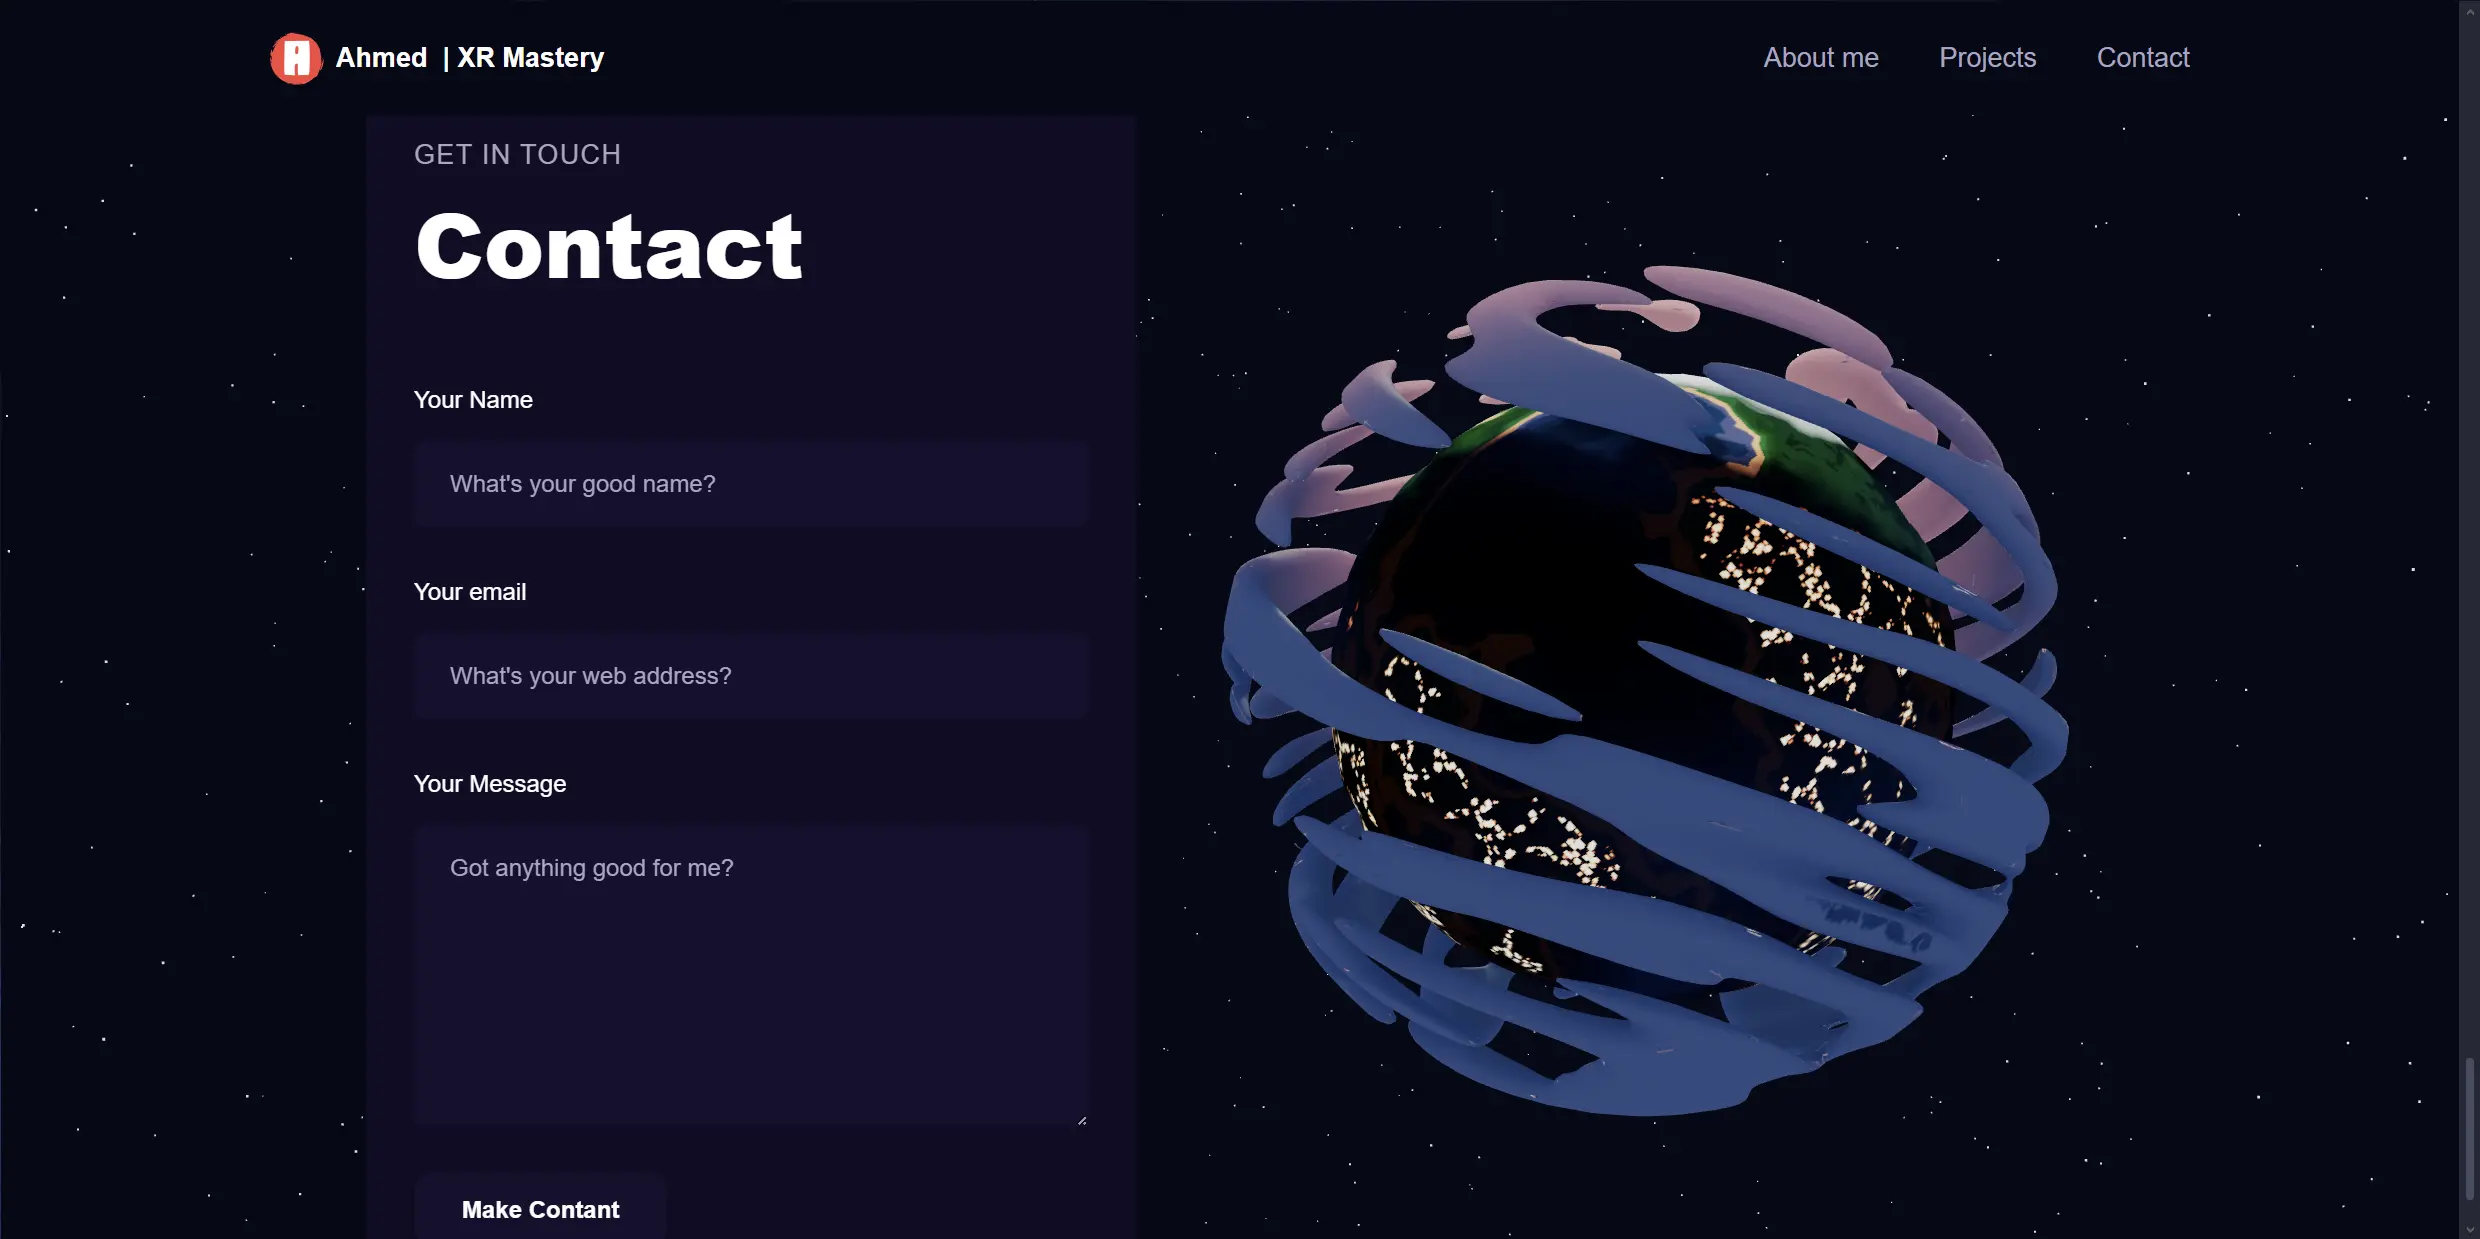 A
Ahmed | XR Mastery
About me
Projects
Contact
GET IN TOUCH
Contact
Your Name
What's your good name?
Your email
What's your web address?
Your Message
Got anything good for me?
Make Contant